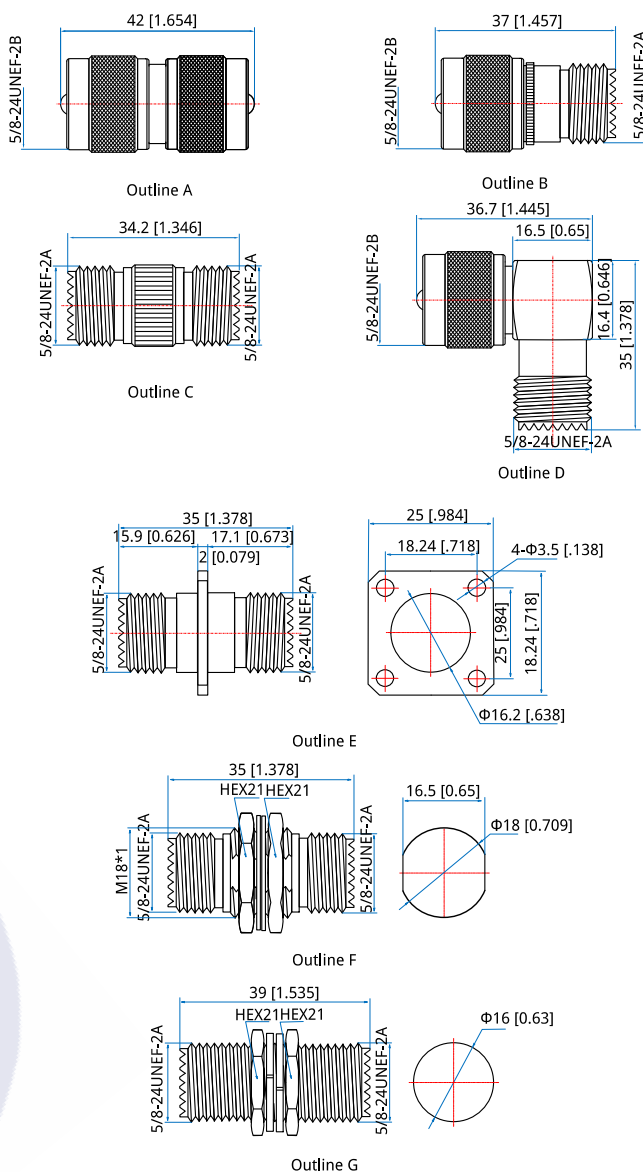 42 [1.654]
5/8-24UNEF-2B
Outline A
37 [1.457]
5/8-24UNEF-2B
5/8-24UNEF-2A
Outline B
34.2 [1.346]
5/8-24UNEF-2A
5/8-24UNEF-2A
Outline C
36.7 [1.445]
16.5 [0.65]
5/8-24UNEF-2B
16.4 [0.646]
35 [1.378]
5/8-24UNEF-2A
Outline D
35 [1.378]
15.9 [0.626]
17.1 [0.673]
2 [0.079]
5/8-24UNEF-2A
5/8-24UNEF-2A
25 [.984]
18.24 [.718]
4-Φ3.5 [.138]
25 [.984]
18.24 [.718]
Φ16.2 [.638]
Outline E
35 [1.378]
HEX21
HEX21
M18*1
5/8-24UNEF-2A
5/8-24UNEF-2A
16.5 [0.65]
Φ18 [0.709]
Outline F
39 [1.535]
HEX21
HEX21
5/8-24UNEF-2A
5/8-24UNEF-2A
Φ16 [0.63]
Outline G